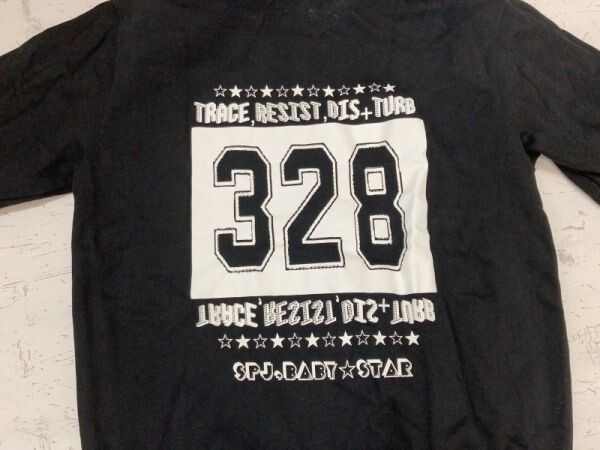 ☆★☆★☆★☆★☆★☆
TRACE,RESIST,DIS+TURB
328
TRACE,RESIST,DIS+TURB
☆★☆★☆★☆★☆★☆★
SPJ,BABY☆STAR